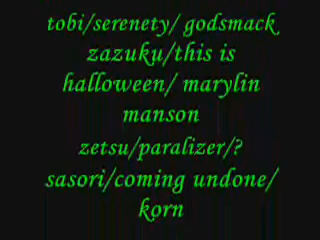 tobi/serenety/ godsmack
zazuku/this is
halloween/ marylin
manson
zetsu/paralizer/?
sasori/coming undone/
korn